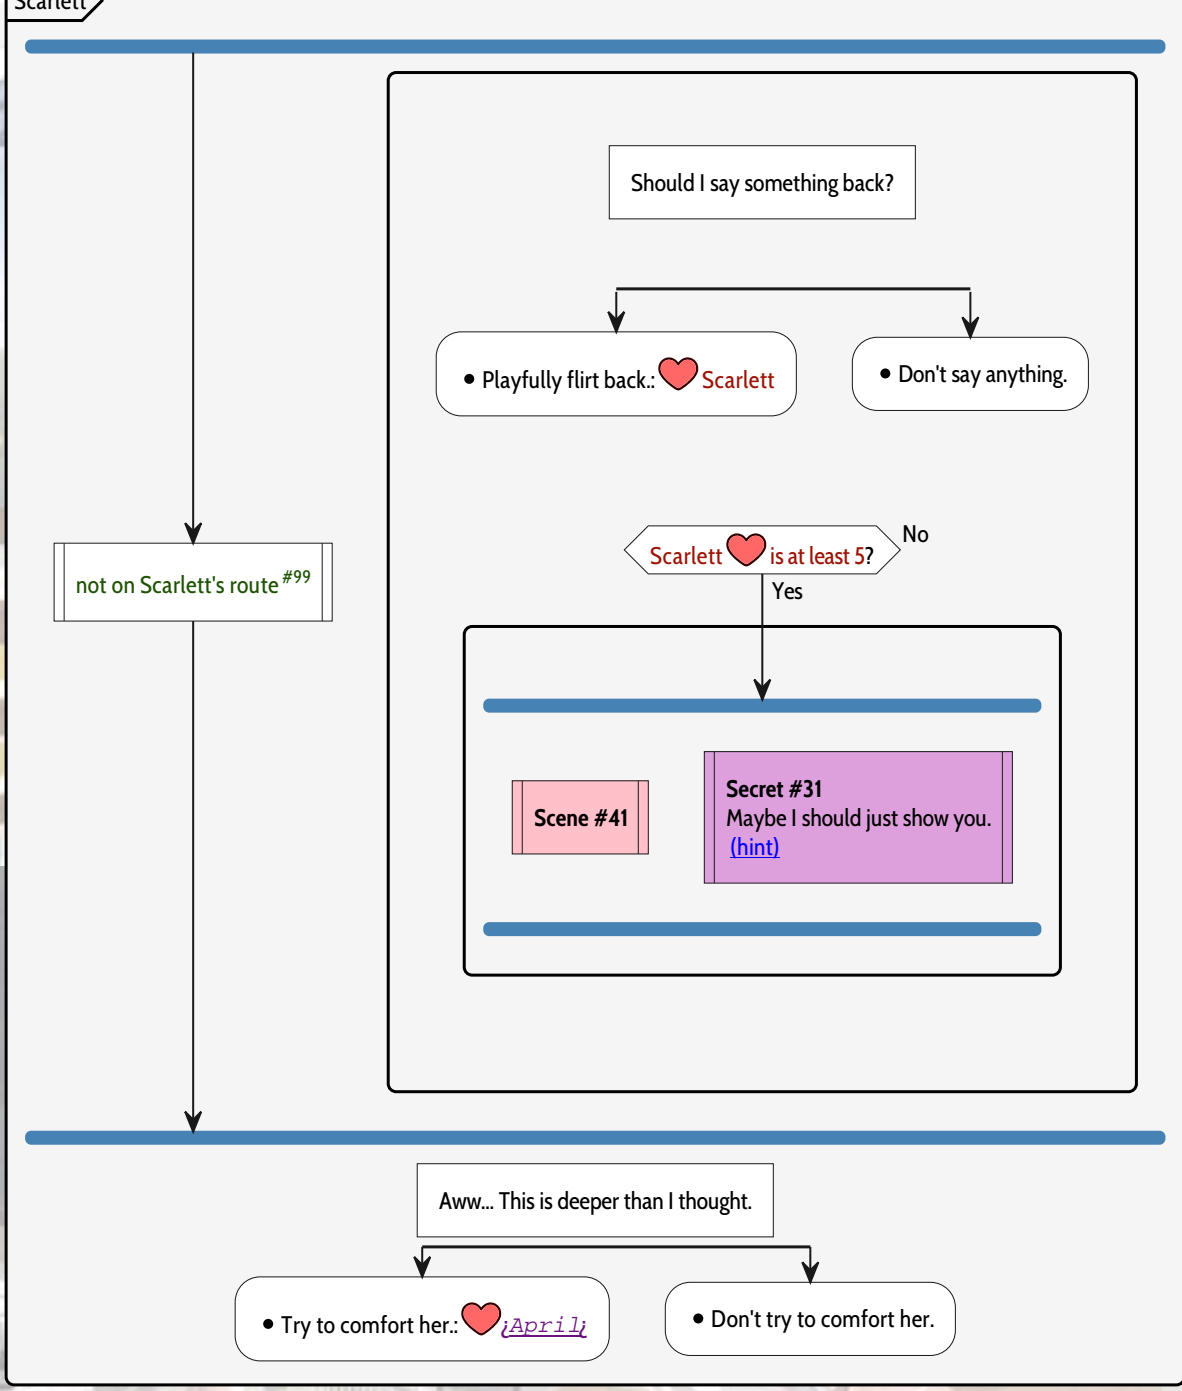 Scarlett
Should I say something back?
• Playfully flirt back.: Scarlett
• Don't say anything.
Scarlett is at least 5?
No
Yes
not on Scarlett's route #99
Scene #41
Secret #31
Maybe I should just show you.
(hint)
Aww... This is deeper than I thought.
• Try to comfort her.: ¿April¿
• Don't try to comfort her.